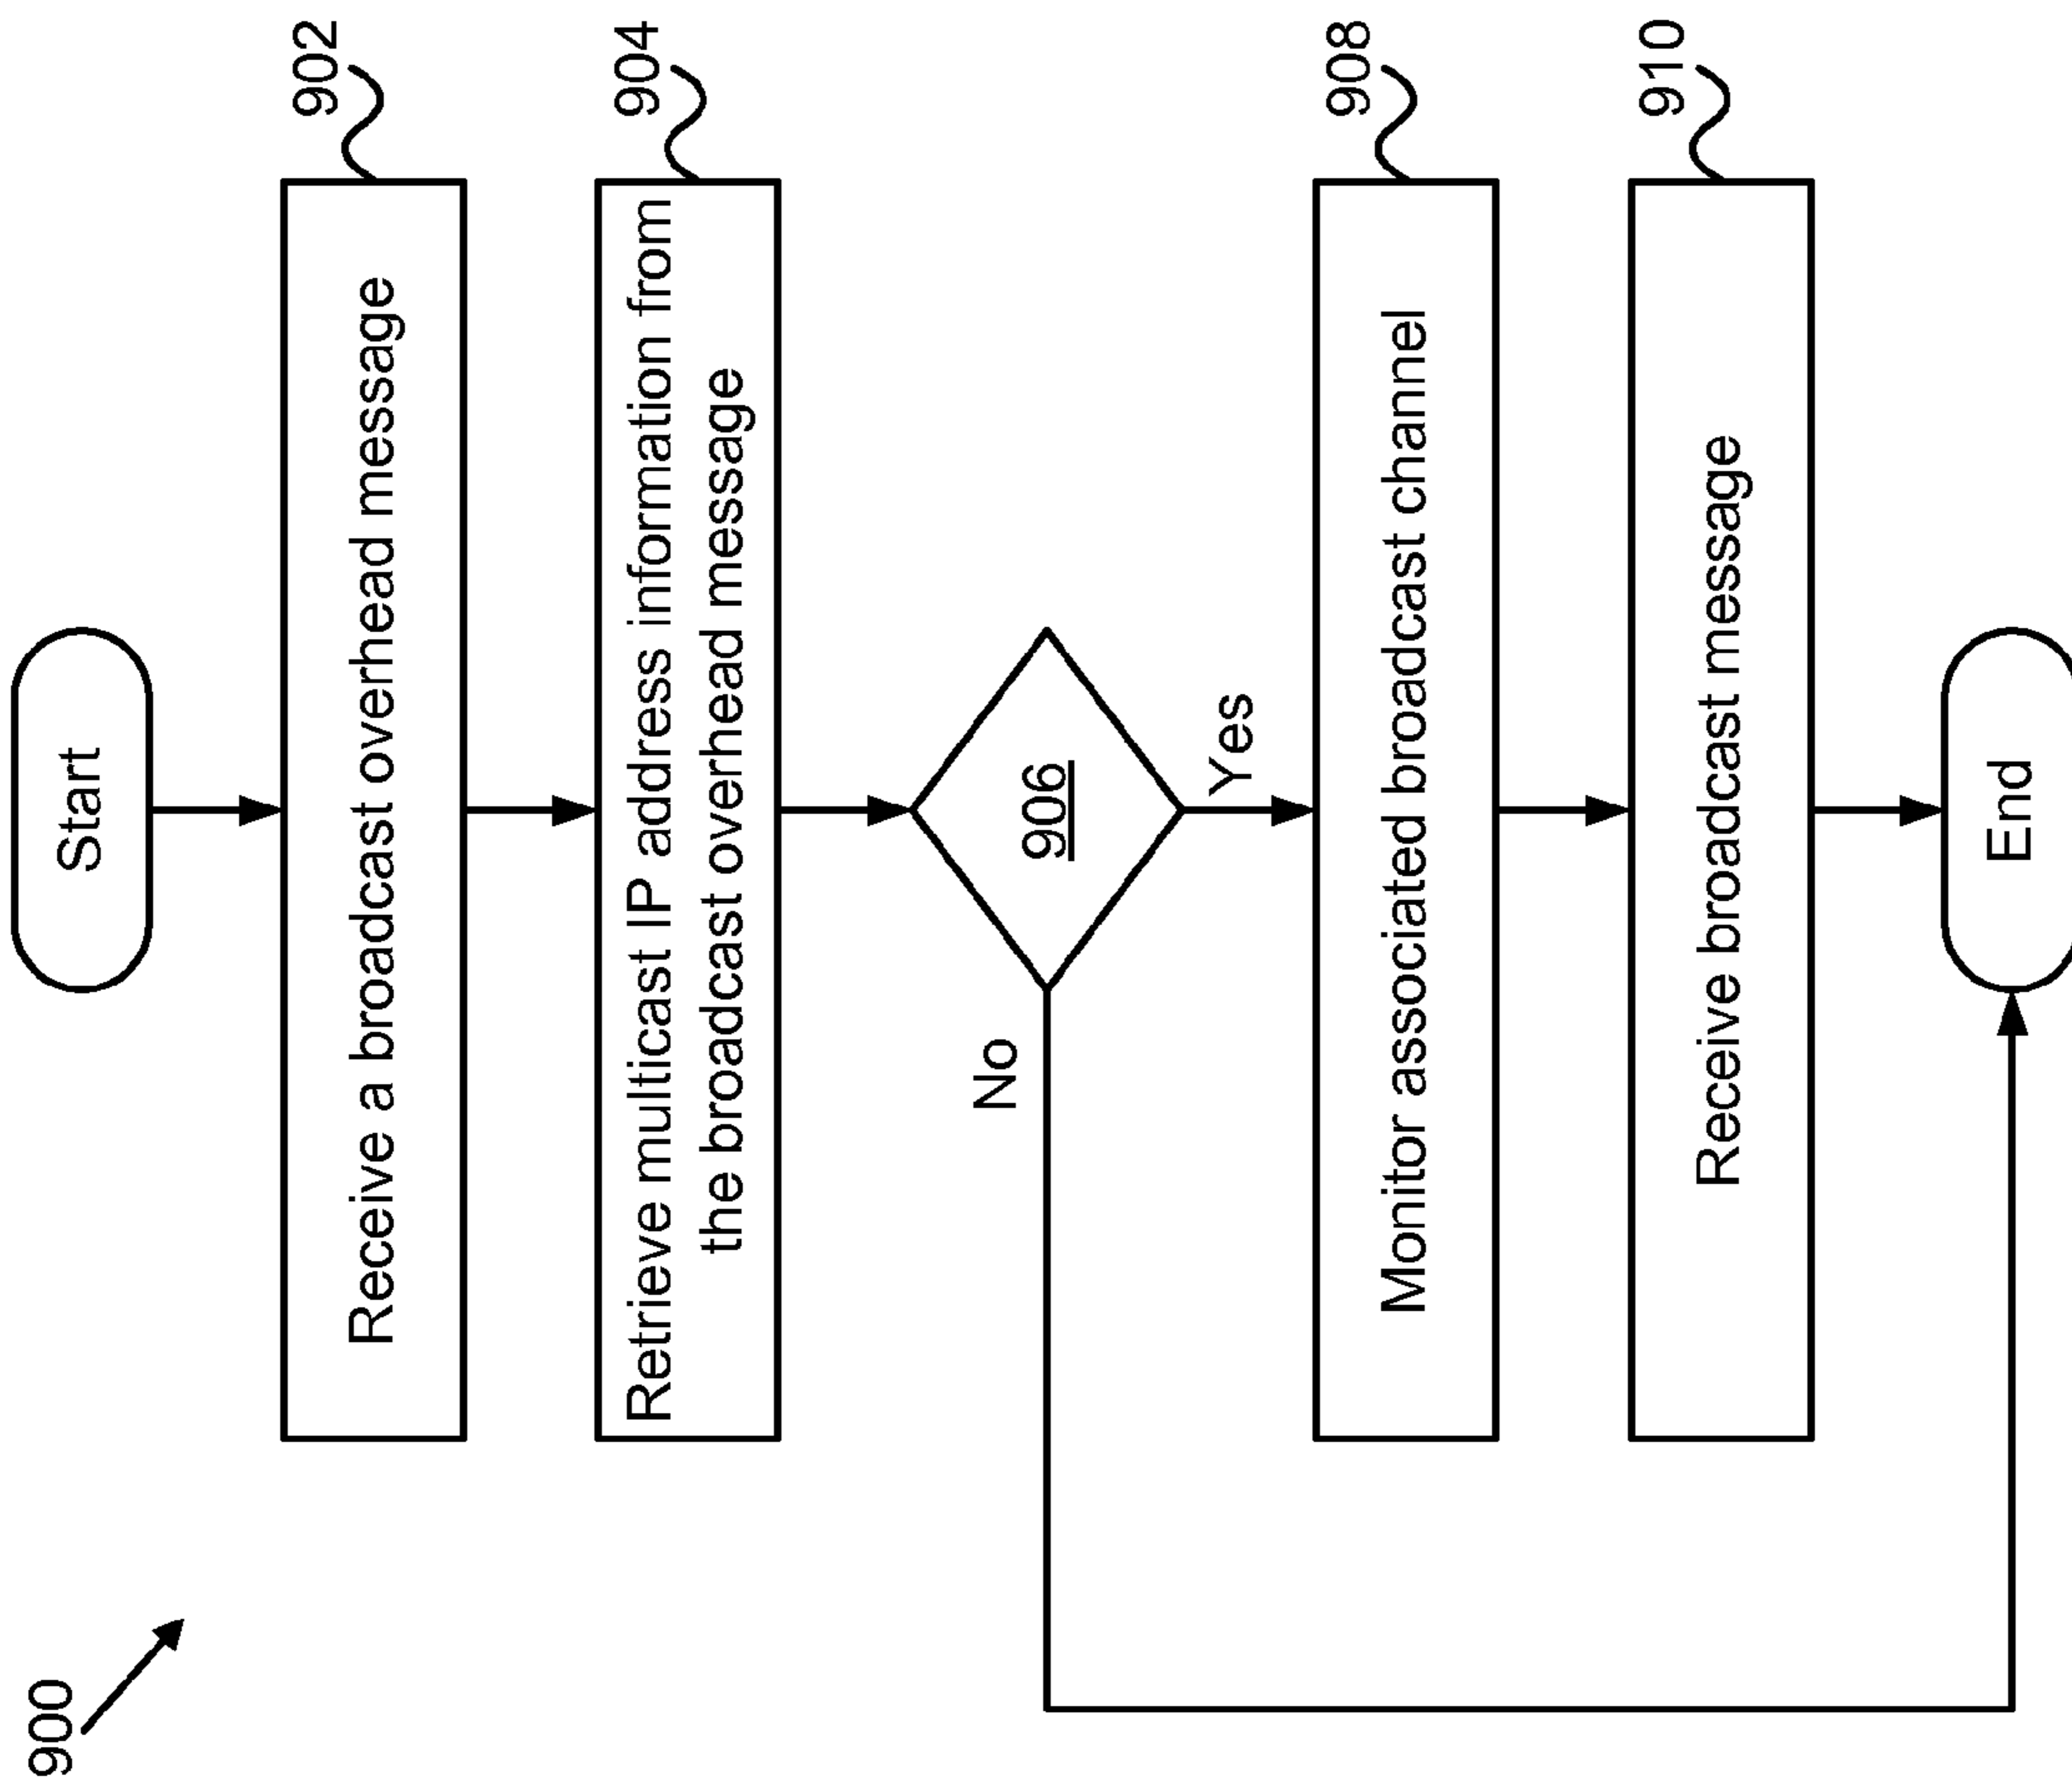 900
Start
Receive a broadcast overhead message
902
Retrieve multicast IP address information from
the broadcast overhead message
904
906
No
Yes
Monitor associated broadcast channel
908
Receive broadcast message
910
End